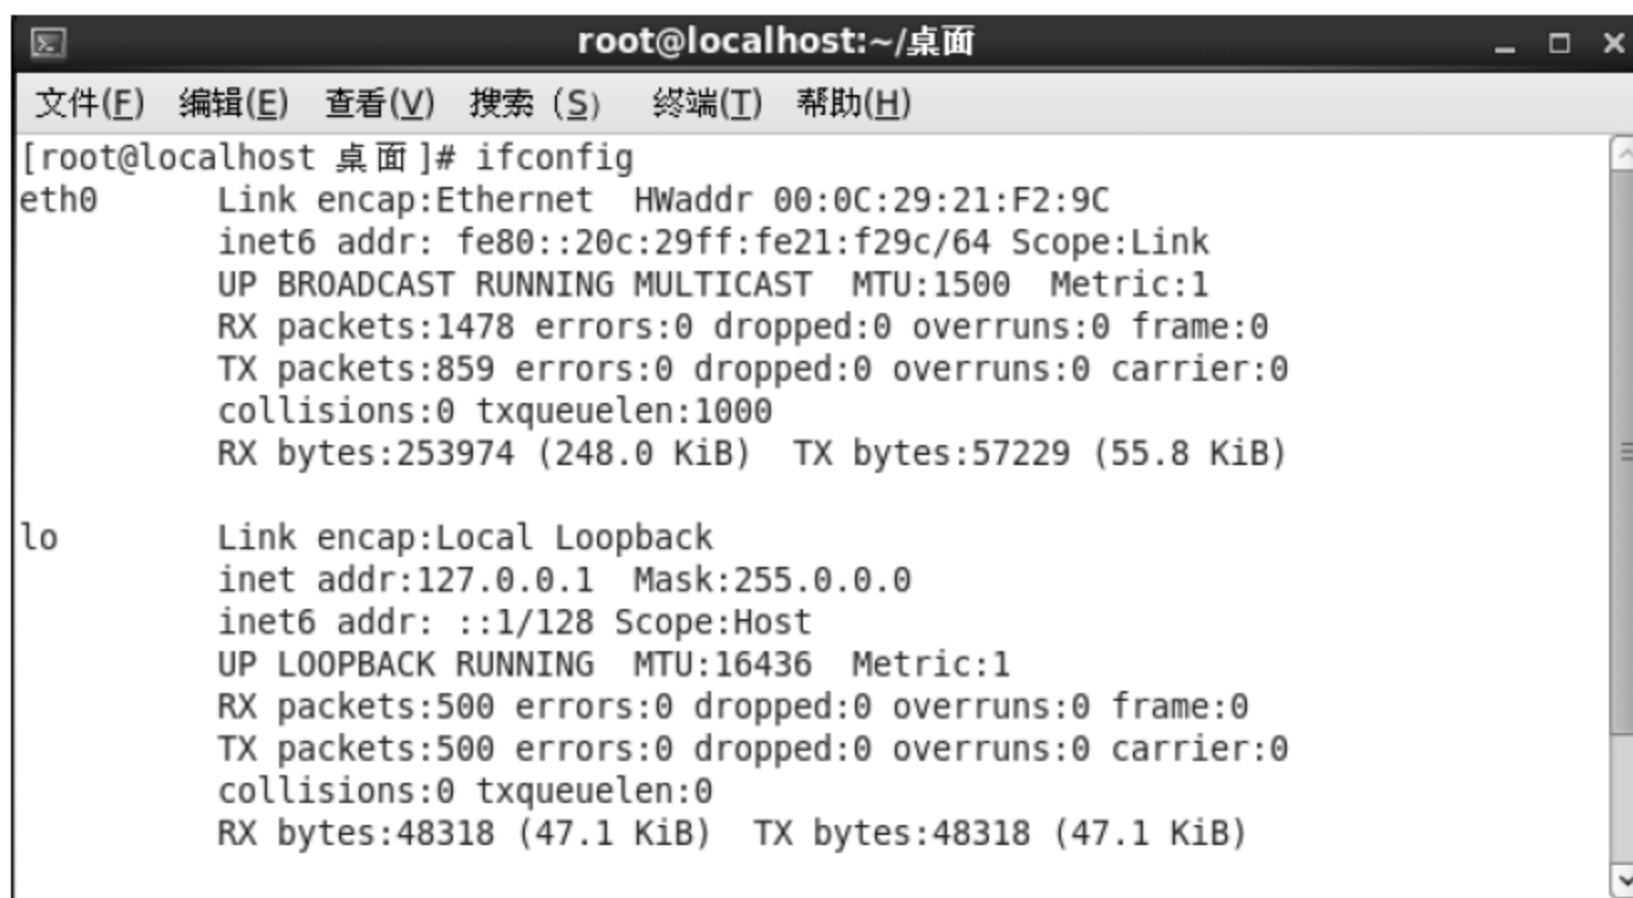 root@localhost:~/桌面
文件(F) 编辑(E) 查看(V) 搜索 (S) 终端(T) 帮助(H)
[root@localhost 桌面]# ifconfig
eth0 Link encap:Ethernet HWaddr 00:0C:29:21:F2:9C
inet6 addr: fe80::20c:29ff:fe21:f29c/64 Scope:Link
UP BROADCAST RUNNING MULTICAST MTU:1500 Metric:1
RX packets:1478 errors:0 dropped:0 overruns:0 frame:0
TX packets:859 errors:0 dropped:0 overruns:0 carrier:0
collisions:0 txqueuelen:1000
RX bytes:253974 (248.0 KiB) TX bytes:57229 (55.8 KiB)
lo Link encap:Local Loopback
inet addr:127.0.0.1 Mask:255.0.0.0
inet6 addr: ::1/128 Scope:Host
UP LOOPBACK RUNNING MTU:16436 Metric:1
RX packets:500 errors:0 dropped:0 overruns:0 frame:0
TX packets:500 errors:0 dropped:0 overruns:0 carrier:0
collisions:0 txqueuelen:0
RX bytes:48318 (47.1 KiB) TX bytes:48318 (47.1 KiB)